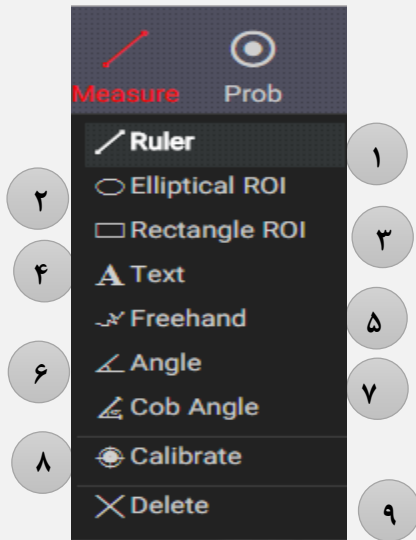 Measure Prob
Ruler ۱
۲ Elliptical ROI
Rectangle ROI ۳
۴ Text
Freehand ۵
۶ Angle
Cob Angle ۷
۸ Calibrate
Delete ۹